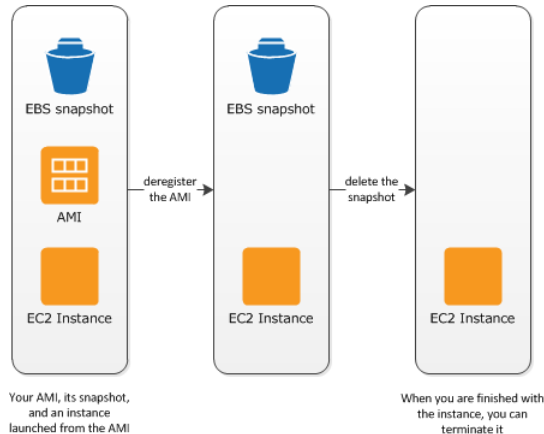 EBS snapshot
AMI
EC2 Instance
Your AMI, its snapshot,
and an instance
launched from the AMI
deregister
the AMI
EBS snapshot
EC2 Instance
delete the
snapshot
EC2 Instance
When you are finished with
the instance, you can
terminate it